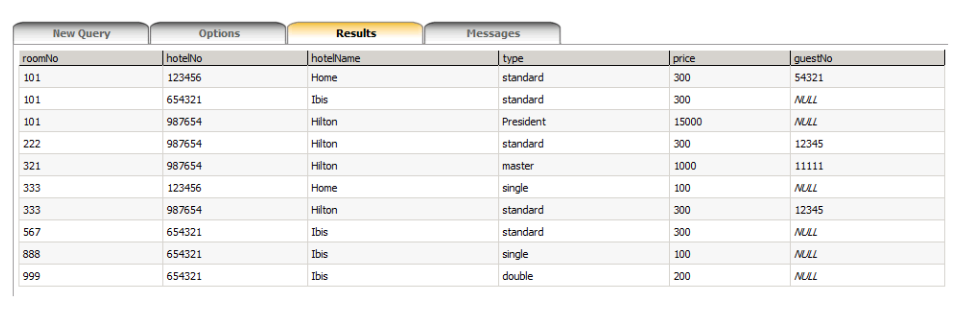 New Query Options Results Messages
roomNo hotelNo hotelName type price guestNo
101 123456 Home standard 300 54321
101 654321 Ibis standard 300 NULL
101 987654 Hilton President 15000 NULL
222 987654 Hilton standard 300 12345
321 987654 Hilton master 1000 11111
333 123456 Home single 100 NULL
333 987654 Hilton standard 300 12345
567 654321 Ibis standard 300 NULL
888 654321 Ibis single 100 NULL
999 654321 Ibis double 200 NULL